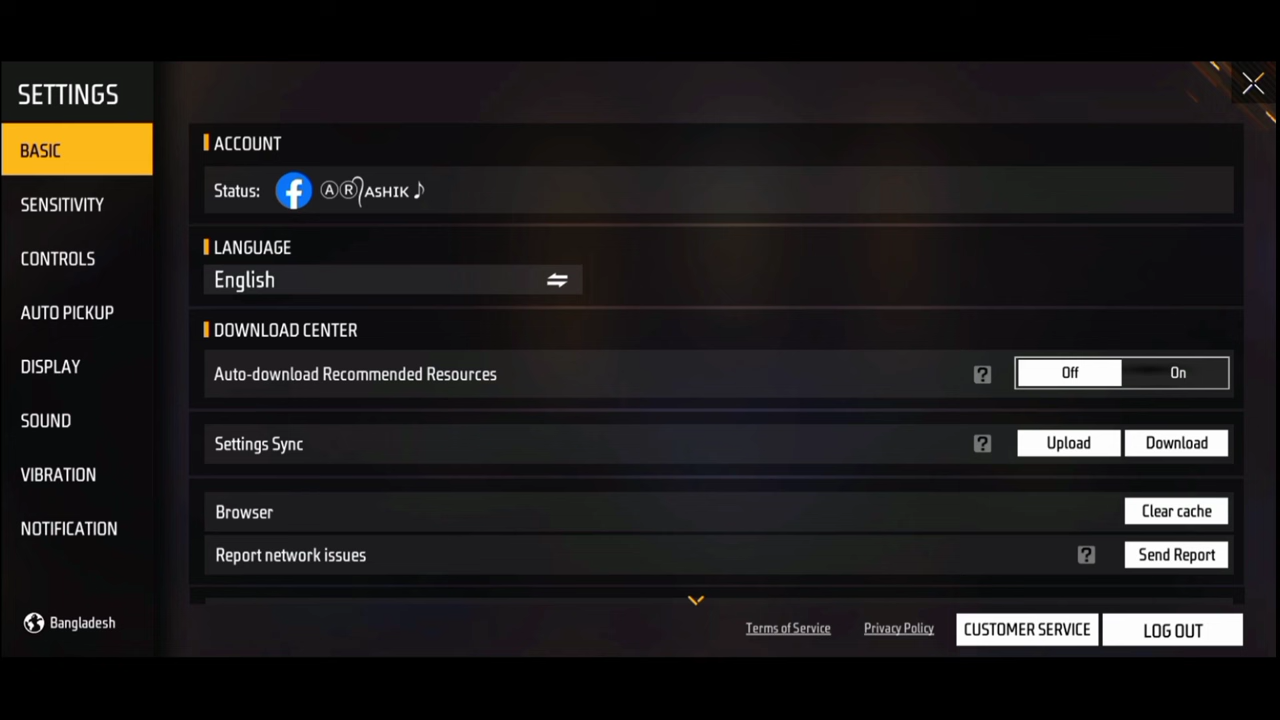 SETTINGS
BASIC
SENSITIVITY
CONTROLS
AUTO PICKUP
DISPLAY
SOUND
VIBRATION
NOTIFICATION
Bangladesh
ACCOUNT
Status: ⒶⓇ ASHIK ♪
LANGUAGE
English
DOWNLOAD CENTER
Auto-download Recommended Resources ? Off On
Settings Sync ? Upload Download
Browser Clear cache
Report network issues ? Send Report
Terms of Service Privacy Policy CUSTOMER SERVICE LOG OUT